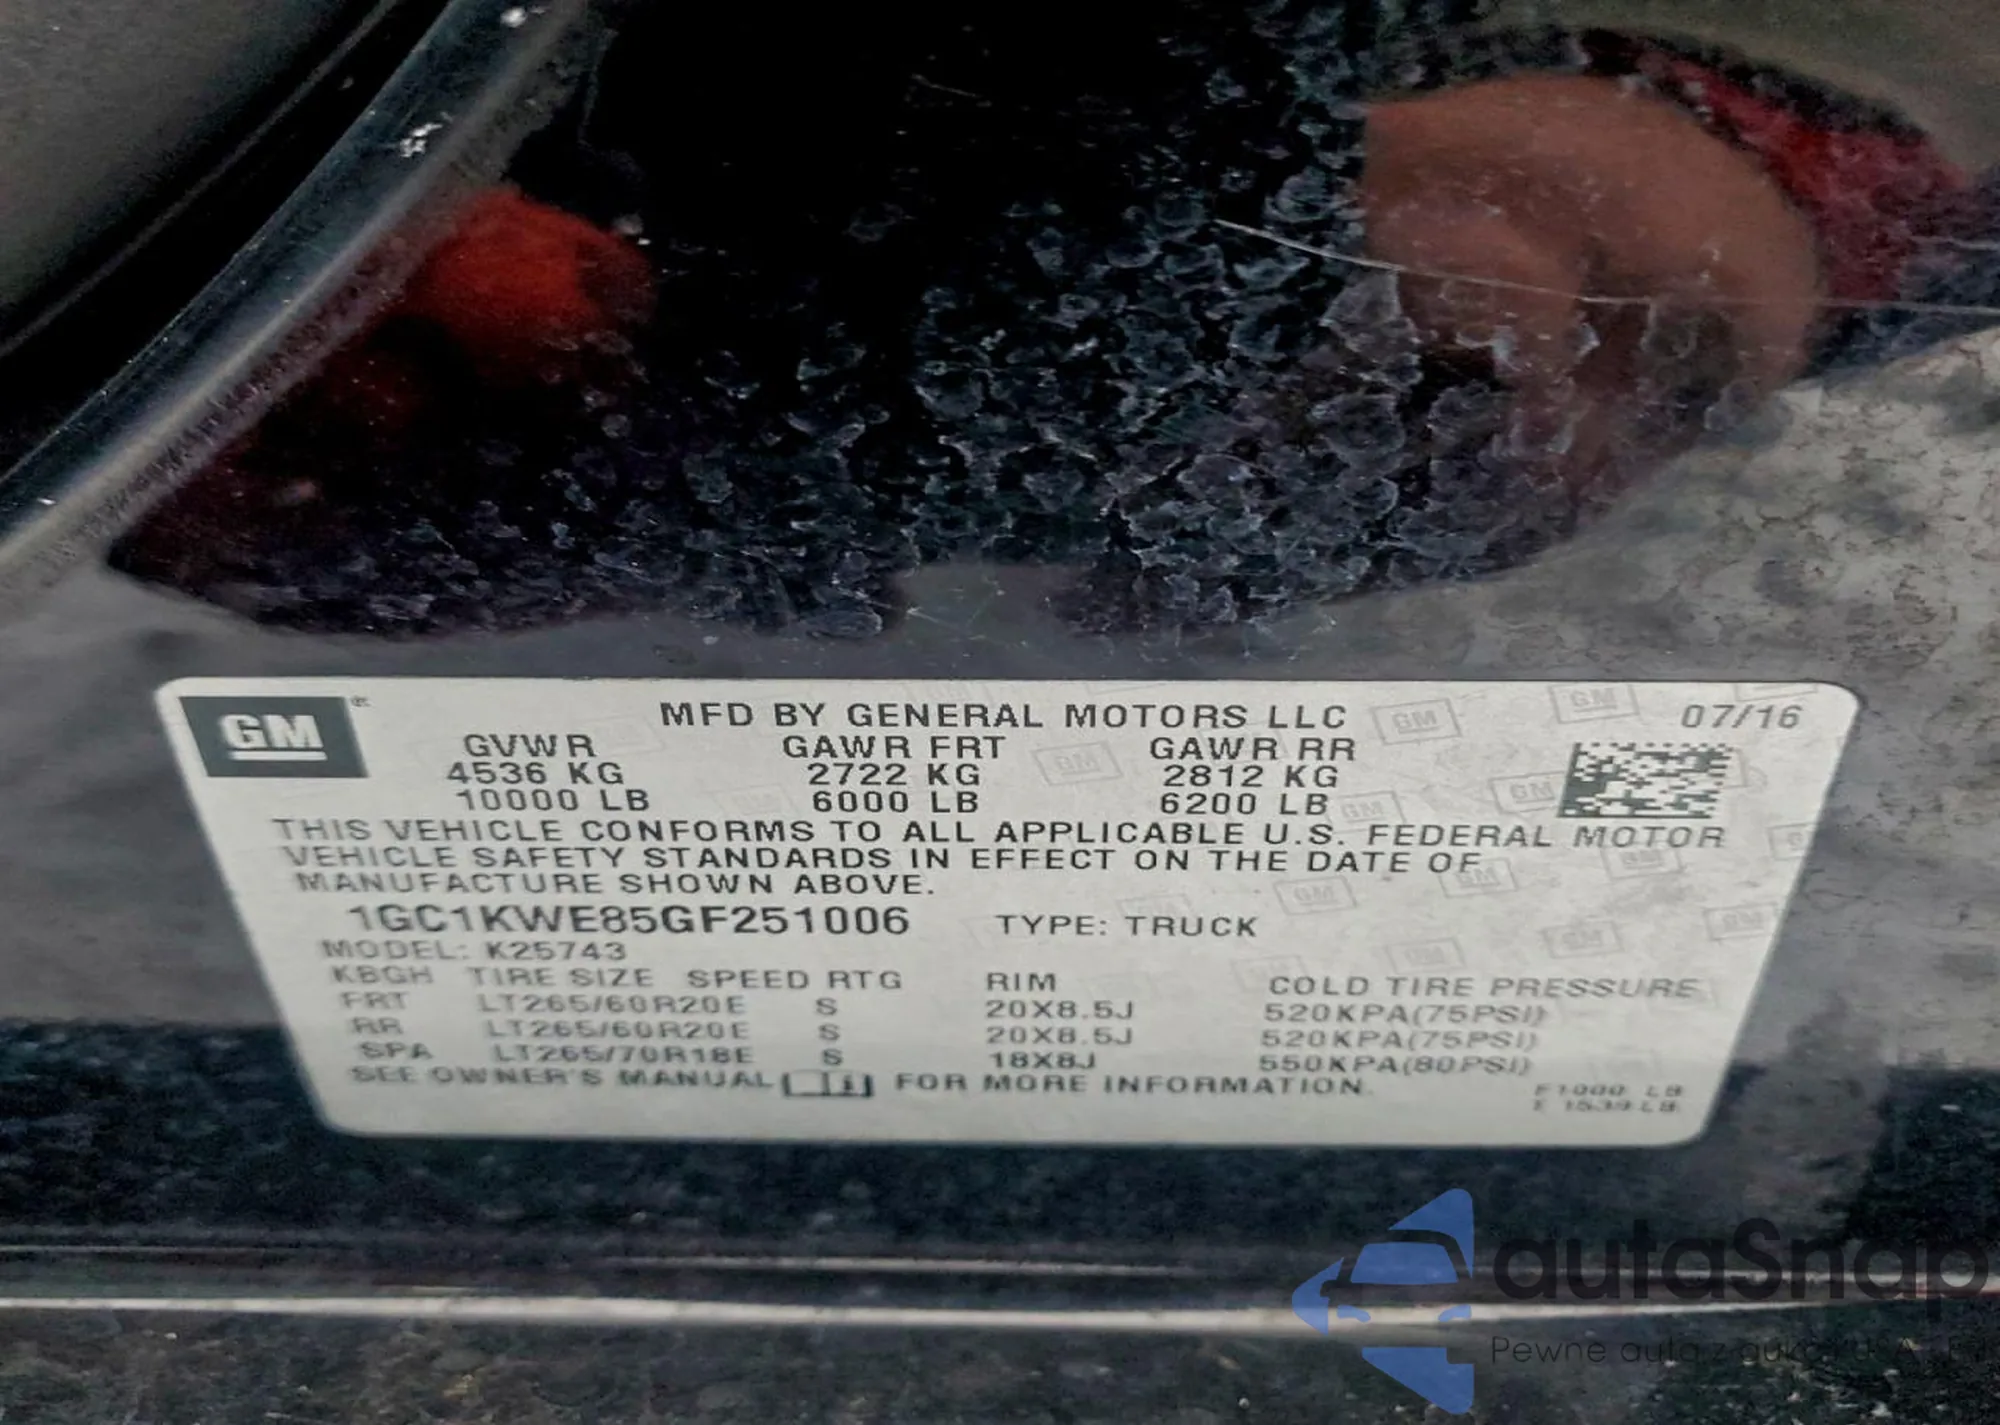 GM
MFD BY GENERAL MOTORS LLC 07/16
GVWR GAWR FRT GAWR RR
4536 KG 2722 KG 2812 KG
10000 LB 6000 LB 6200 LB
THIS VEHICLE CONFORMS TO ALL APPLICABLE U.S. FEDERAL MOTOR
VEHICLE SAFETY STANDARDS IN EFFECT ON THE DATE OF
MANUFACTURE SHOWN ABOVE.
1GC1KWE85GF251006 TYPE: TRUCK
MODEL: K25743
KBGH TIRE SIZE SPEED RTG RIM COLD TIRE PRESSURE
FRT LT265/60R20E S 20X8.5J 520KPA(75PSI)
RR LT265/60R20E S 20X8.5J 520KPA(75PSI)
SPA LT265/70R18E S 18X8J 550KPA(80PSI)
SEE OWNER'S MANUAL FOR MORE INFORMATION.
LB
LB
autaSnap
Pewne auta z